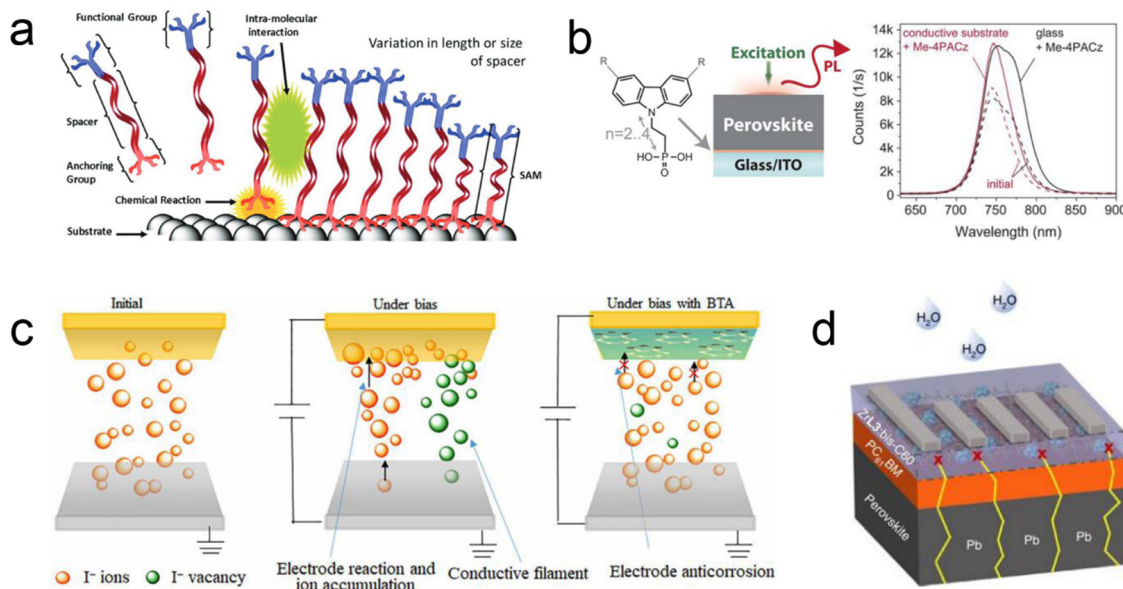 a
Functional Group
Intra-molecular
interaction
Variation in length or size
of spacer
Spacer
Anchoring
Group
SAM
Chemical Reaction
Substrate
b
R
R
N
n=2..4
HO
P
OH
O
Excitation
PL
Perovskite
Glass/ITO
conductive substrate
+ Me-4PACz
glass
+ Me-4PACz
initial
Counts (1/s)
14k
12k
10k
8k
6k
4k
2k
0
650
700
750
800
850
900
Wavelength (nm)
c
Initial
Under bias
Under bias with BTA
I⁻ ions
I⁻ vacancy
Electrode reaction and
ion accumulation
Conductive filament
Electrode anticorrosion
d
H₂O
H₂O
H₂O
ZrL3:bis-C60
PC₆₁BM
Perovskite
X
X
X
X
Pb
Pb
Pb